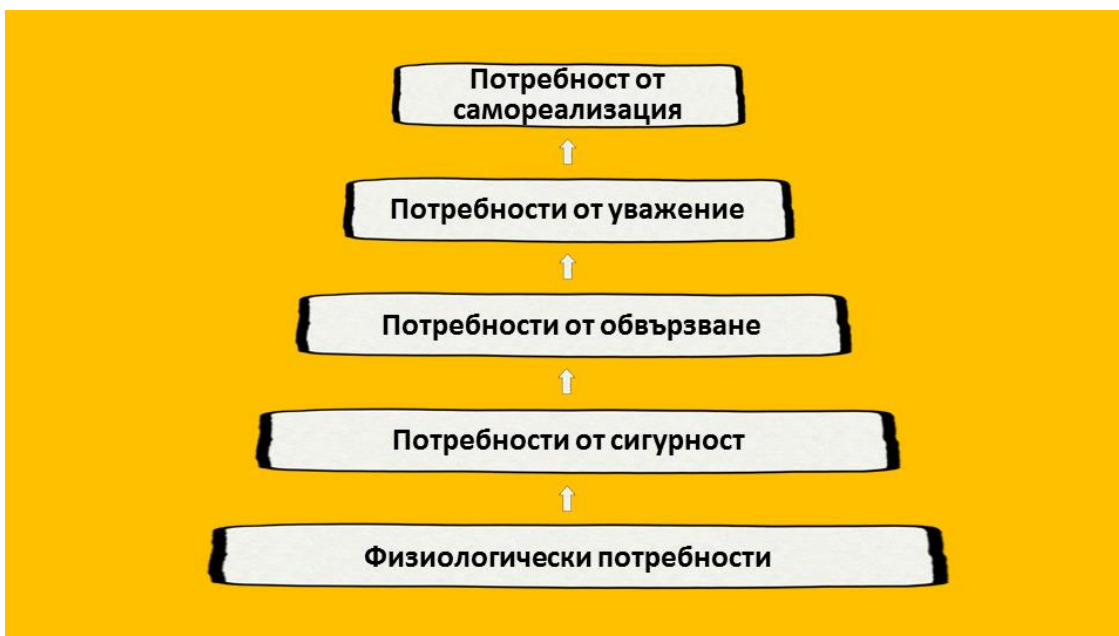 Потребност от
самореализация
Потребности от уважение
Потребности от обвързване
Потребности от сигурност
Физиологически потребности